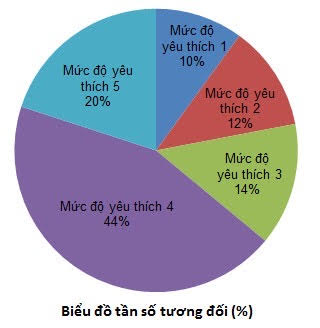 Mức độ
yêu thích 1
10%
Mức độ yêu
thích 2
12%
Mức độ
yêu thích 3
14%
Mức độ yêu thích 4
44%
Mức độ yêu
thích 5
20%
Biểu đồ tần số tương đối (%)